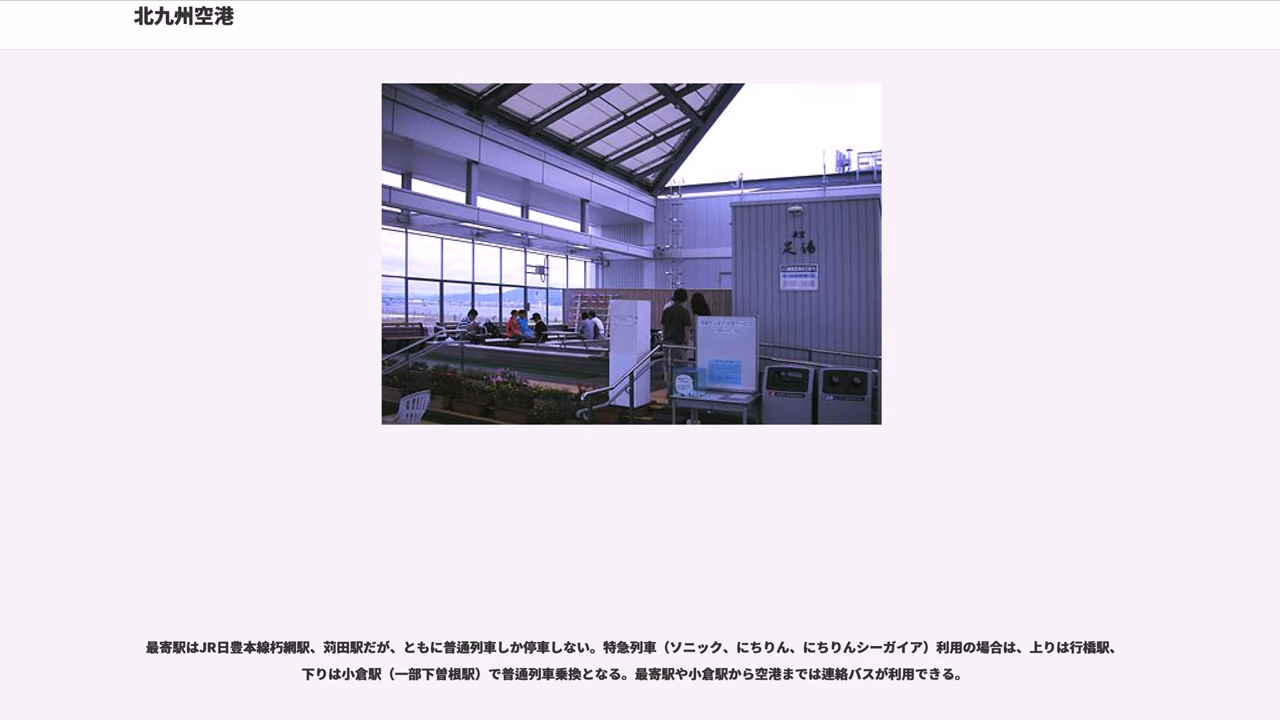 北九州空港
足湯
最寄駅はJR日豊本線朽網駅、苅田駅だが、ともに普通列車しか停車しない。特急列車（ソニック、にちりん、にちりんシーガイア）利用の場合は、上りは行橋駅、
下りは小倉駅（一部下曽根駅）で普通列車乗換となる。最寄駅や小倉駅から空港までは連絡バスが利用できる。